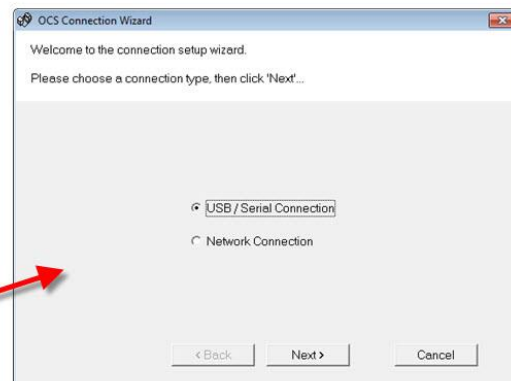 OCS Connection Wizard
Welcome to the connection setup wizard.
Please choose a connection type, then click 'Next'...
USB / Serial Connection
Network Connection
< Back Next > Cancel